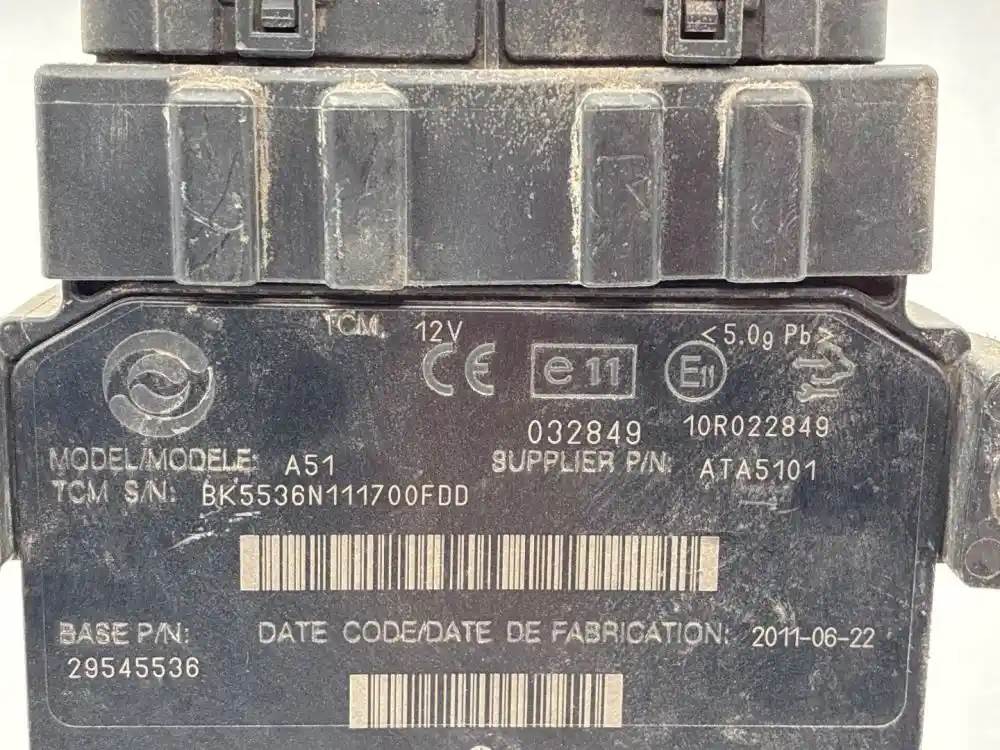 TCM 12V <5.0g Pb>
CE e11 E11
032849 10R022849
MODEL/MODELE: A51 SUPPLIER P/N: ATA5101
TCM S/N: BK5536N111700FDD
BASE P/N: DATE CODE/DATE DE FABRICATION: 2011-06-22
29545536